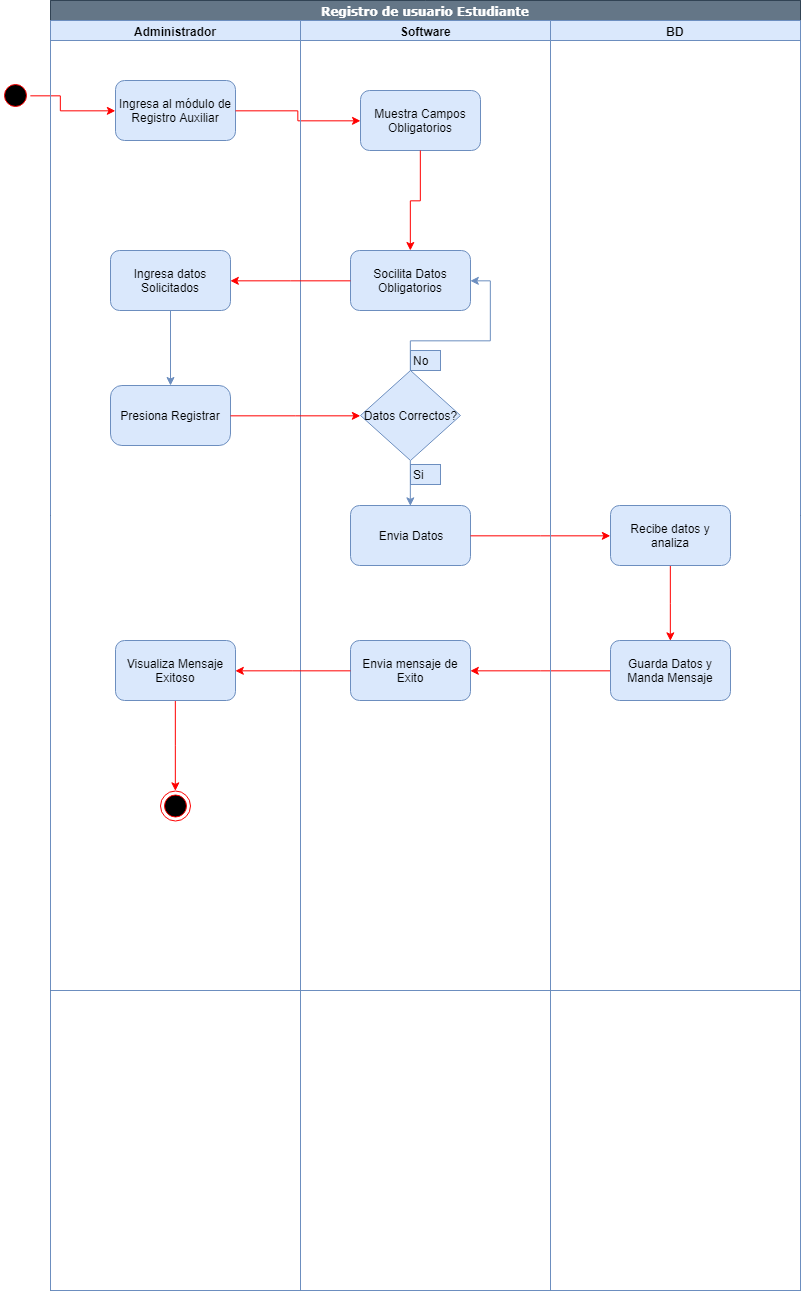 Registro de usuario Estudiante
Administrador
Software
BD
Ingresa al módulo de
Registro Auxiliar
Muestra Campos
Obligatorios
Ingresa datos
Solicitados
Socilita Datos
Obligatorios
No
Presiona Registrar
Datos Correctos?
Si
Envia Datos
Recibe datos y
analiza
Visualiza Mensaje
Exitoso
Envia mensaje de
Exito
Guarda Datos y
Manda Mensaje